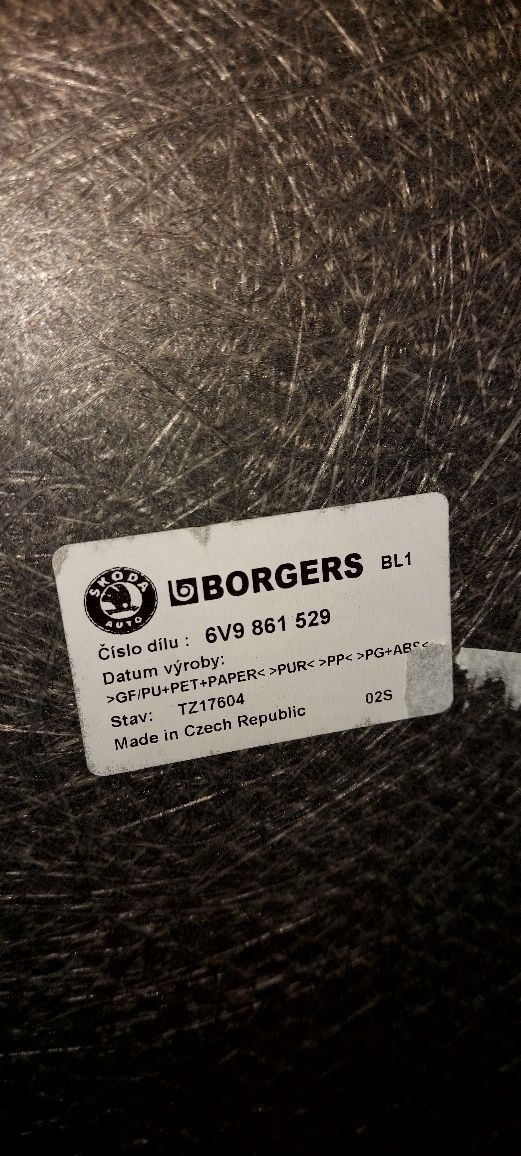 ŠKODA
AUTO
BORGERS BL1
Číslo dílu : 6V9 861 529
Datum výroby:
>GF/PU+PET+PAPER< >PUR< >PP< >PG+ABS<
Stav: TZ17604 02S
Made in Czech Republic